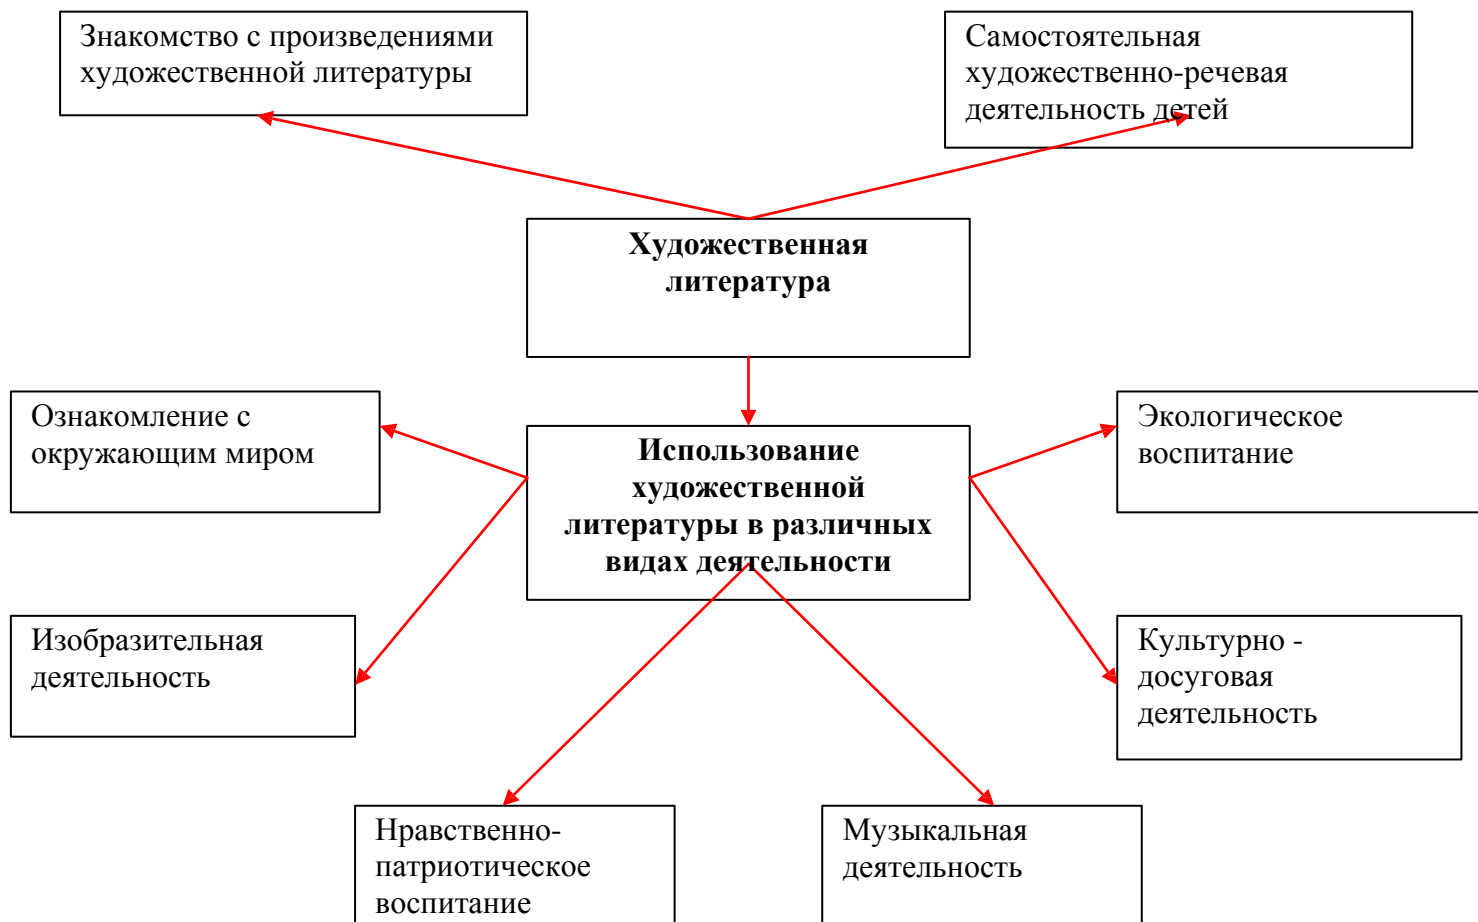 Знакомство с произведениями
художественной литературы
Самостоятельная
художественно-речевая
деятельность детей
Художественная
литература
Ознакомление с
окружающим миром
Использование
художественной
литературы в различных
видах деятельности
Экологическое
воспитание
Изобразительная
деятельность
Культурно -
досуговая
деятельность
Нравственно-
патриотическое
воспитание
Музыкальная
деятельность